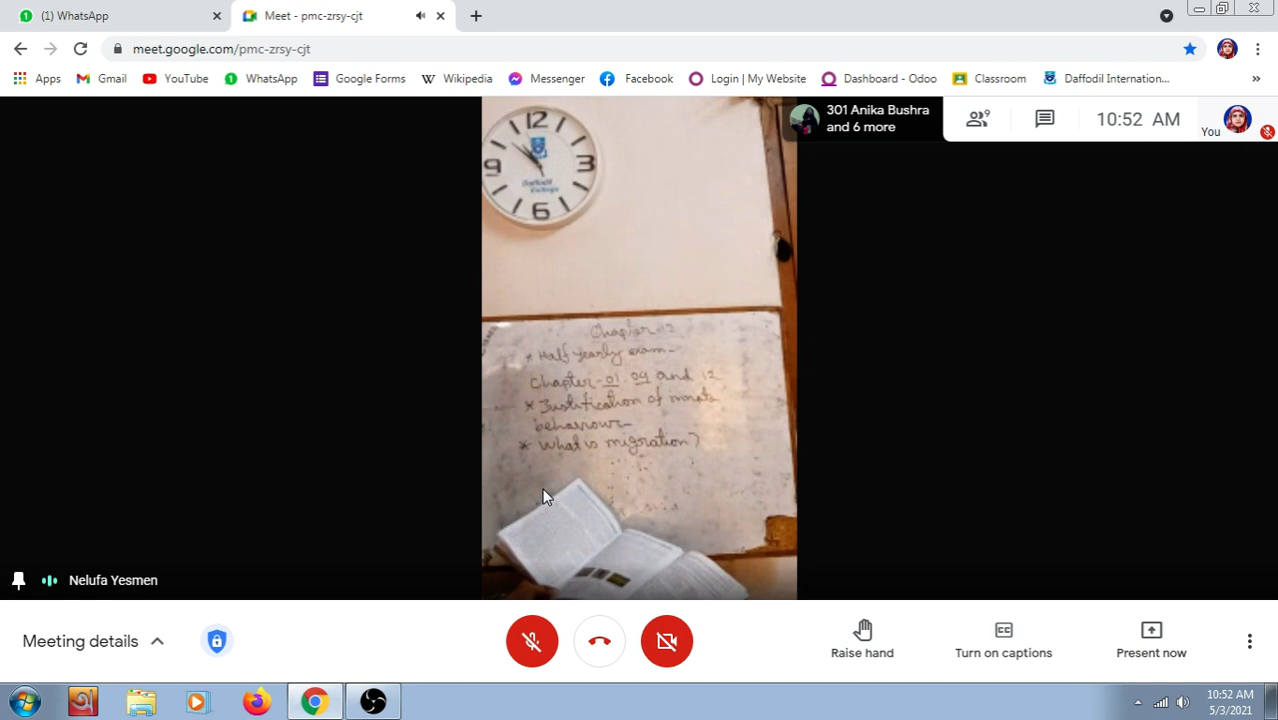 (1) WhatsApp
Meet - pmc-zrsy-cjt
meet.google.com/pmc-zrsy-cjt
Apps
Gmail
YouTube
WhatsApp
Google Forms
Wikipedia
Messenger
Facebook
Login | My Website
Dashboard - Odoo
Classroom
Daffodil Internation...
301 Anika Bushra
and 6 more
9
10:52 AM
You
12
3
6
9
Chapter-12
* Half yearly exam-
Chapter-01. 04 and 12
* Justification of innate
behaviour-
* What is migration?
Nelufa Yesmen
Meeting details
Raise hand
Turn on captions
Present now
10:52 AM
5/3/2021